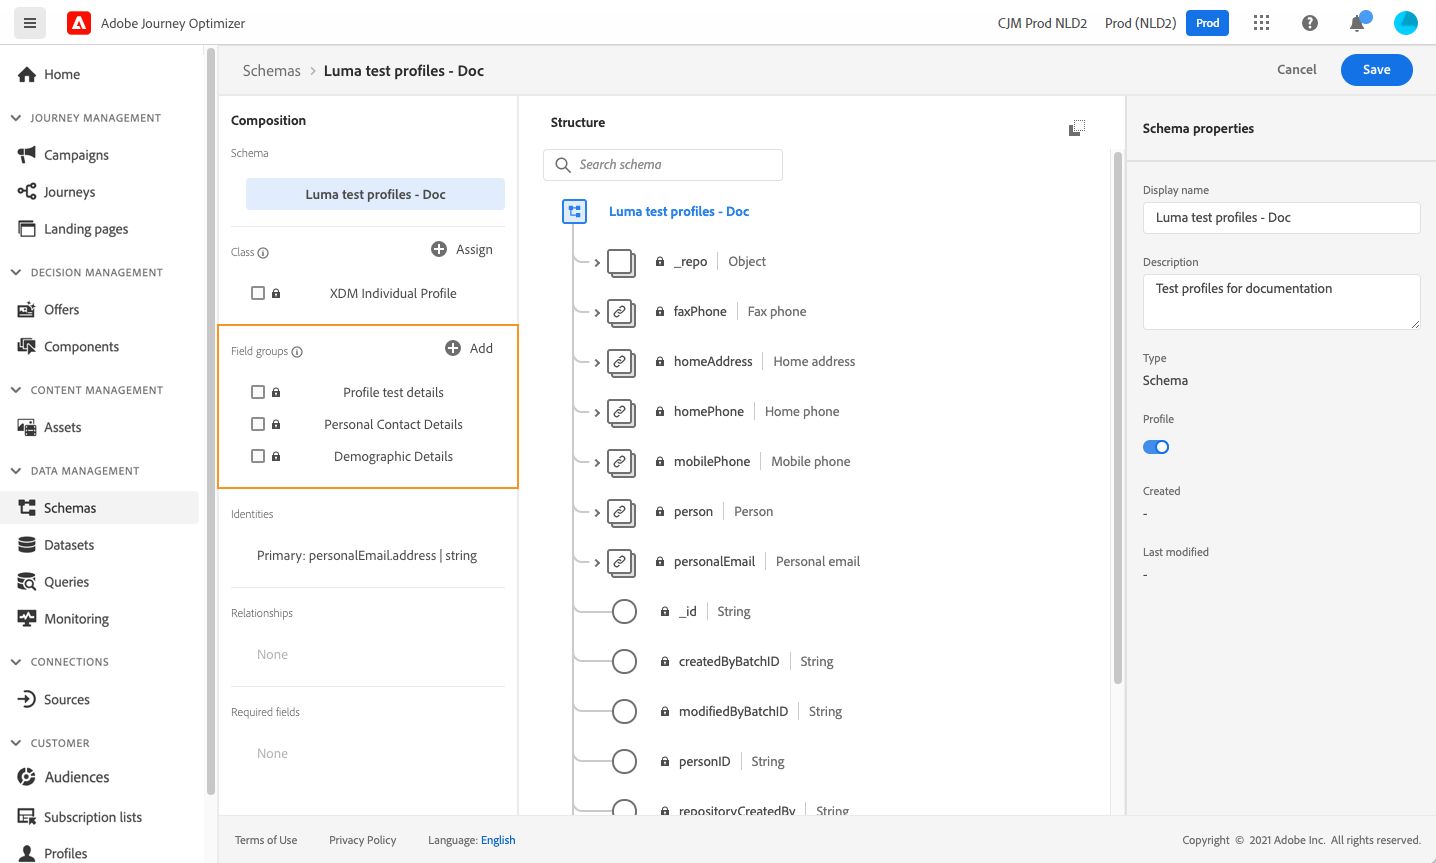 Adobe Journey Optimizer
CJM Prod NLD2 Prod (NLD2) Prod
Home
JOURNEY MANAGEMENT
Campaigns
Journeys
Landing pages
DECISION MANAGEMENT
Offers
Components
CONTENT MANAGEMENT
Assets
DATA MANAGEMENT
Schemas
Datasets
Queries
Monitoring
CONNECTIONS
Sources
CUSTOMER
Audiences
Subscription lists
Profiles
Schemas > Luma test profiles - Doc
Cancel Save
Composition
Schema
Luma test profiles - Doc
Class Assign
XDM Individual Profile
Field groups Add
Profile test details
Personal Contact Details
Demographic Details
Identities
Primary: personalEmail.address | string
Relationships
None
Required fields
None
Structure
Search schema
Luma test profiles - Doc
_repo Object
faxPhone Fax phone
homeAddress Home address
homePhone Home phone
mobilePhone Mobile phone
person Person
personalEmail Personal email
_id String
createdByBatchID String
modifiedByBatchID String
personID String
repositoryCreatedBy String
Schema properties
Display name
Luma test profiles - Doc
Description
Test profiles for documentation
Type
Schema
Profile
Created
-
Last modified
-
Terms of Use Privacy Policy Language: English
Copyright © 2021 Adobe Inc. All rights reserved.